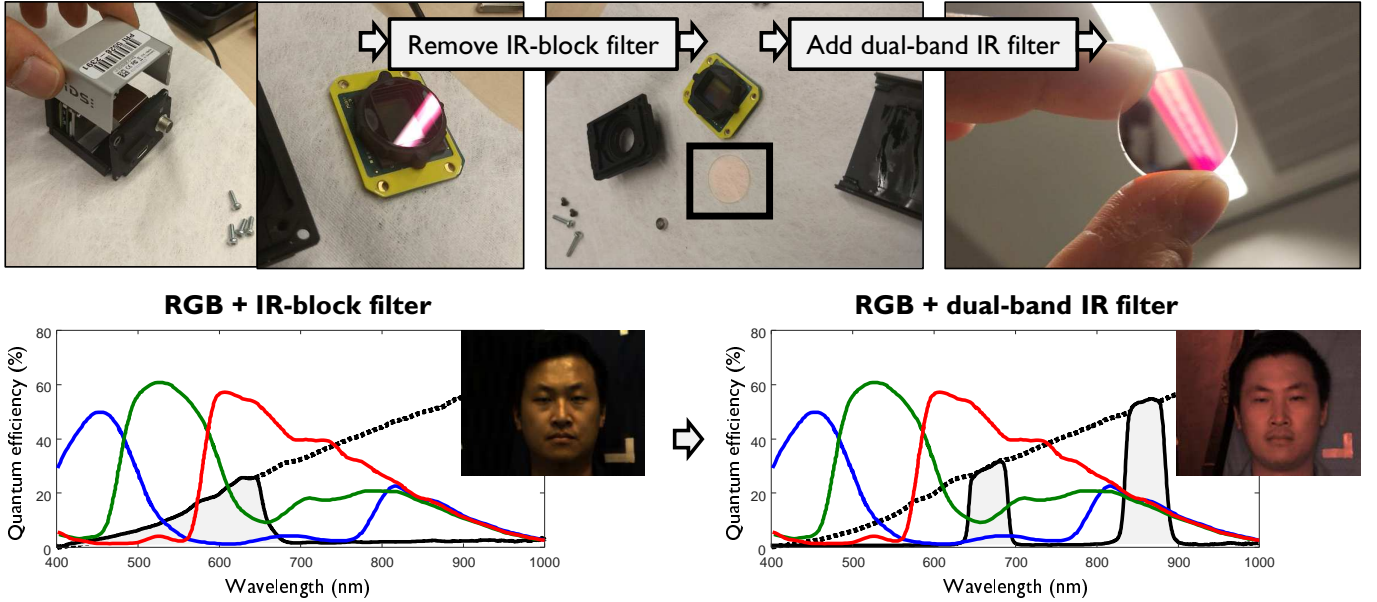 Remove IR-block filter
Add dual-band IR filter
IDS:
RGB + IR-block filter
Quantum efficiency (%)
80
60
40
20
0
400
500
600
700
800
900
1000
Wavelength (nm)
RGB + dual-band IR filter
Quantum efficiency (%)
80
60
40
20
0
400
500
600
700
800
900
1000
Wavelength (nm)